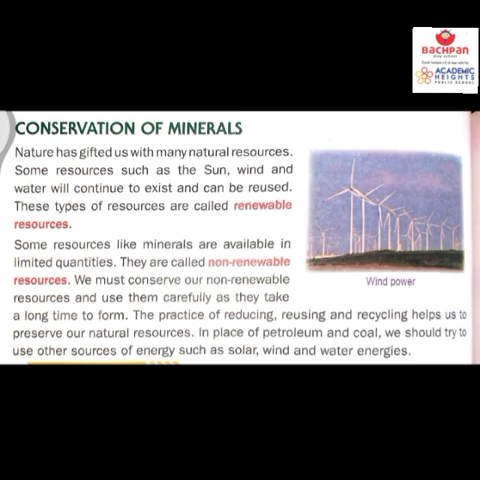 BACHPAN
play school
ACADEMIC
HEIGHTS
PUBLIC SCHOOL
CONSERVATION OF MINERALS
Nature has gifted us with many natural resources.
Some resources such as the Sun, wind and
water will continue to exist and can be reused.
These types of resources are called renewable
resources.
Some resources like minerals are available in
limited quantities. They are called non-renewable
resources. We must conserve our non-renewable
resources and use them carefully as they take
a long time to form. The practice of reducing, reusing and recycling helps us to
preserve our natural resources. In place of petroleum and coal, we should try to
use other sources of energy such as solar, wind and water energies.
Wind power